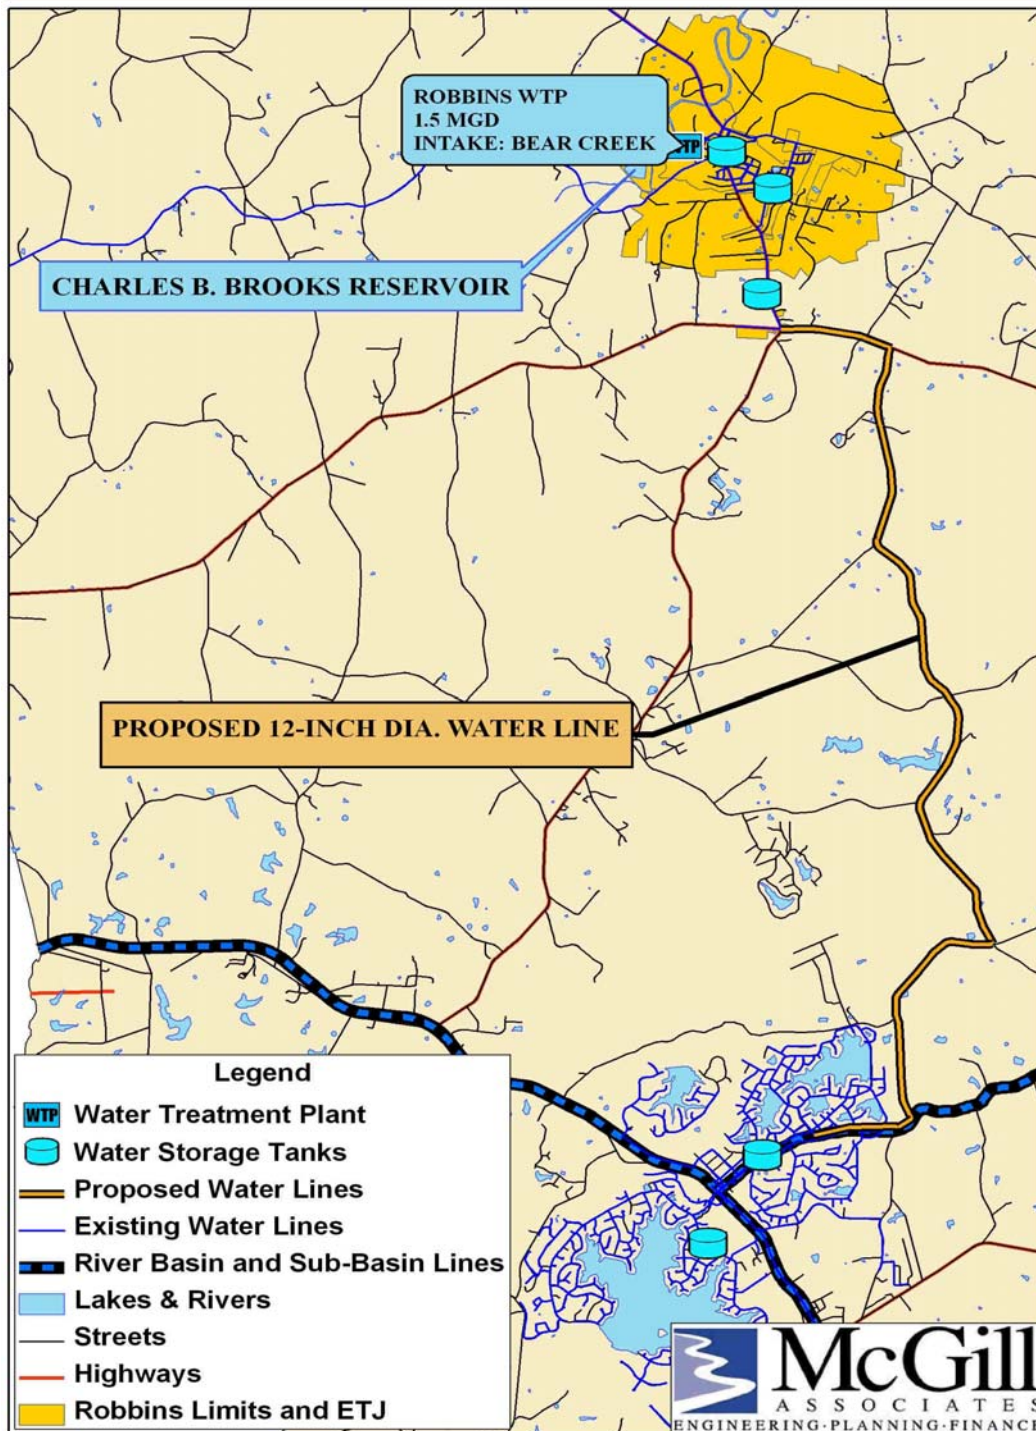 ROBBINS WTP
1.5 MGD
INTAKE: BEAR CREEK
WTP
CHARLES B. BROOKS RESERVOIR
PROPOSED 12-INCH DIA. WATER LINE
Legend
WTP Water Treatment Plant
Water Storage Tanks
Proposed Water Lines
Existing Water Lines
River Basin and Sub-Basin Lines
Lakes & Rivers
Streets
Highways
Robbins Limits and ETJ
McGill
ASSOCIATES
ENGINEERING·PLANNING·FINANCE